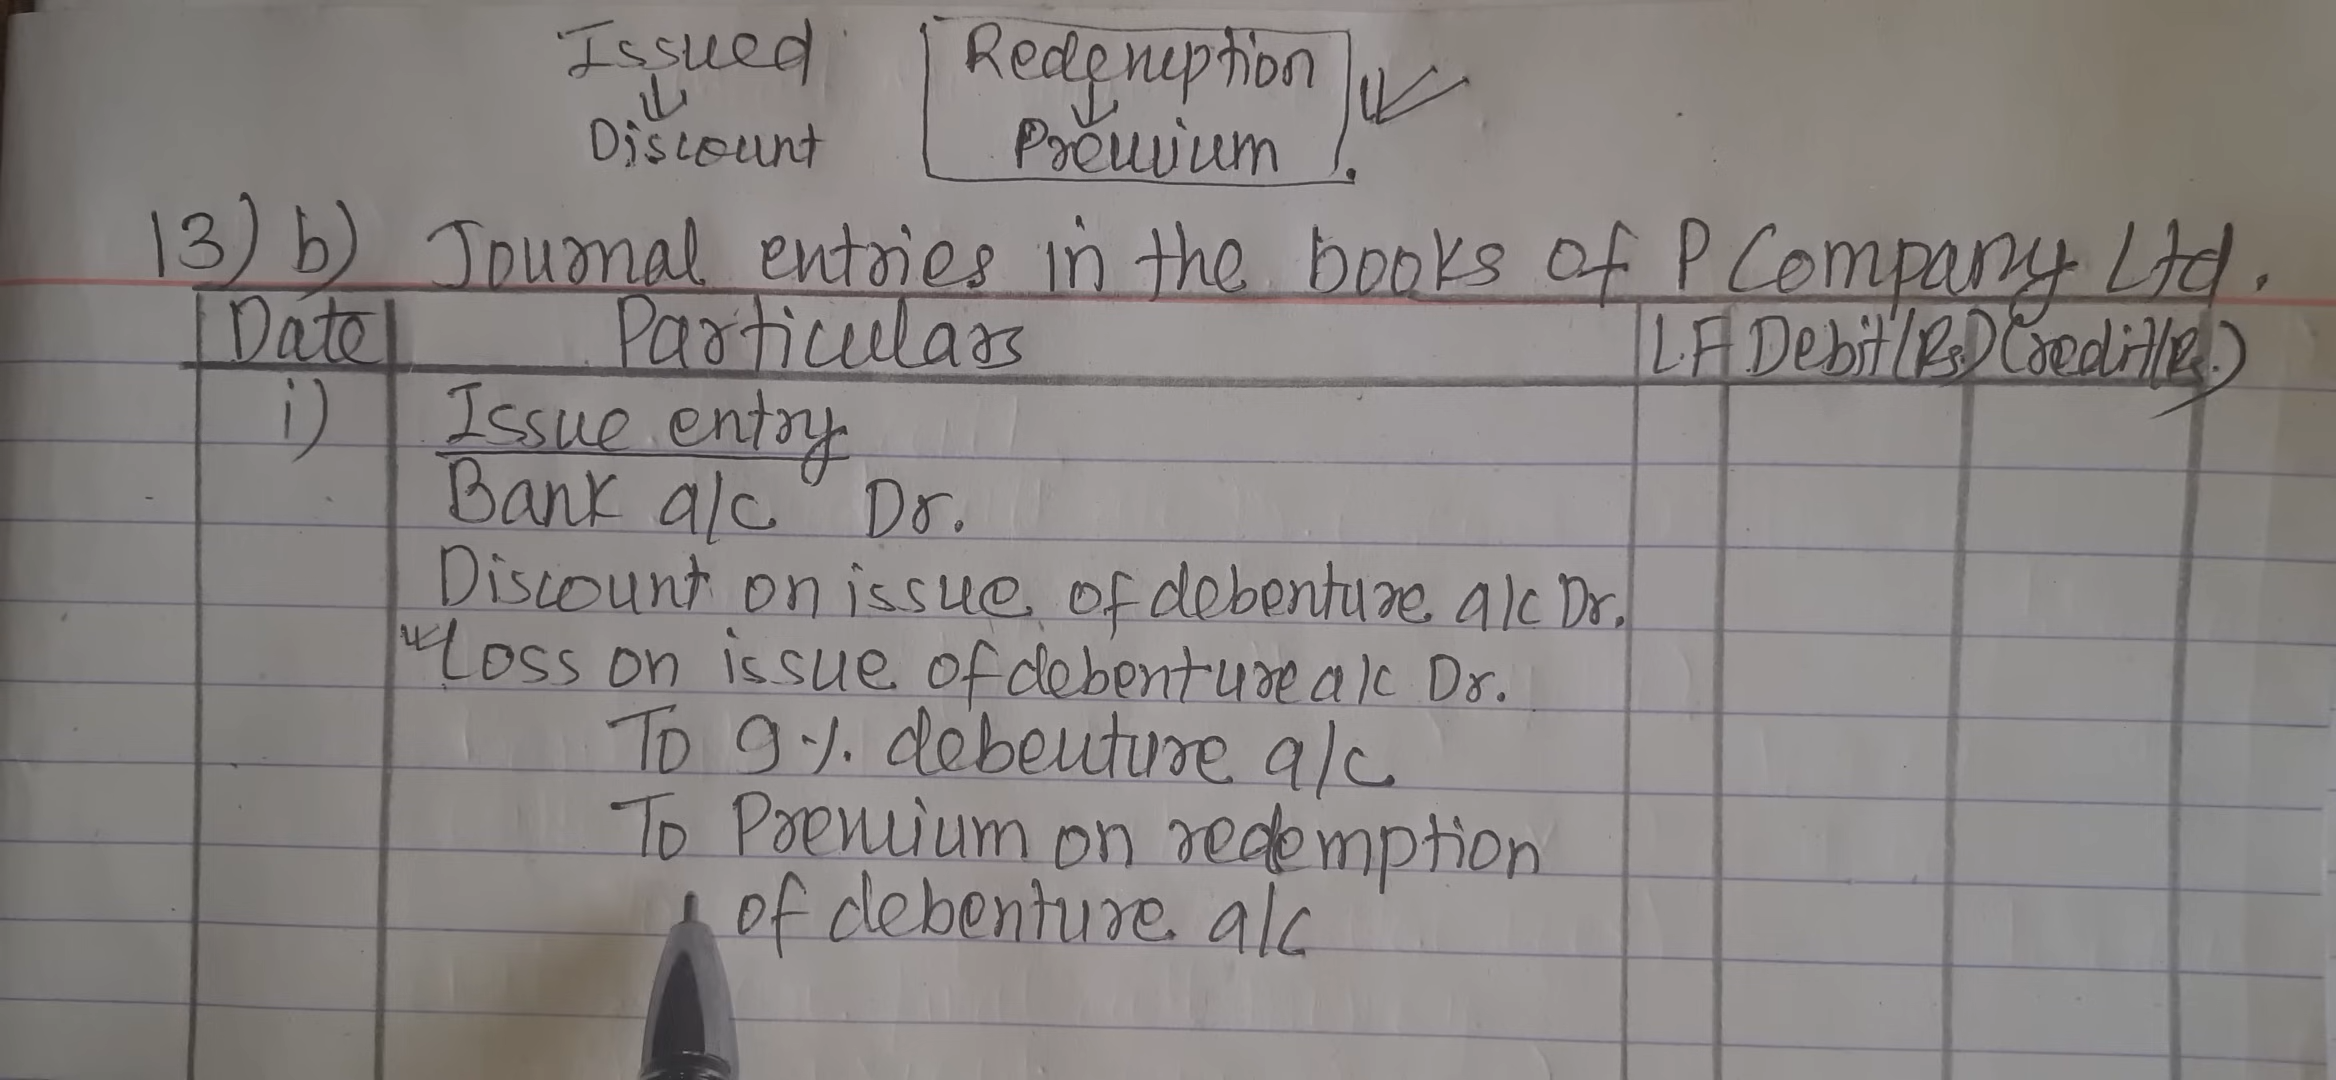 Issued Redemption
Discount Premium
13) b) Journal entries in the books of P Company Ltd.
Date Particulars L.F Debit(Rs) Credit(Rs.)
i) Issue entry
Bank a/c Dr.
Discount on issue of debenture a/c Dr.
Loss on issue of debenture a/c Dr.
To 9%. debenture a/c
To Premium on redemption
of debenture a/c